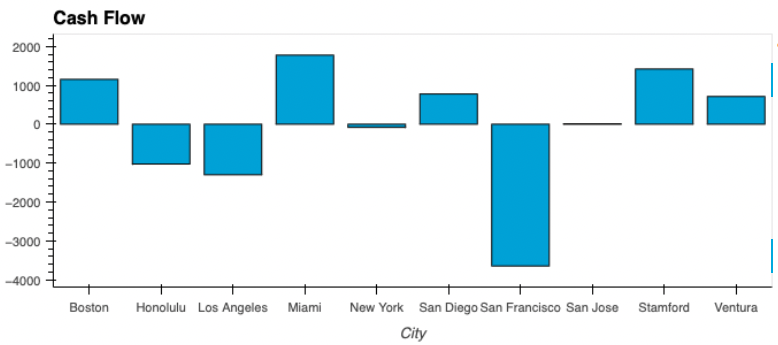 Cash Flow
2000
1000
0
−1000
−2000
−3000
−4000
Boston Honolulu Los Angeles Miami New York San Diego San Francisco San Jose Stamford Ventura
City